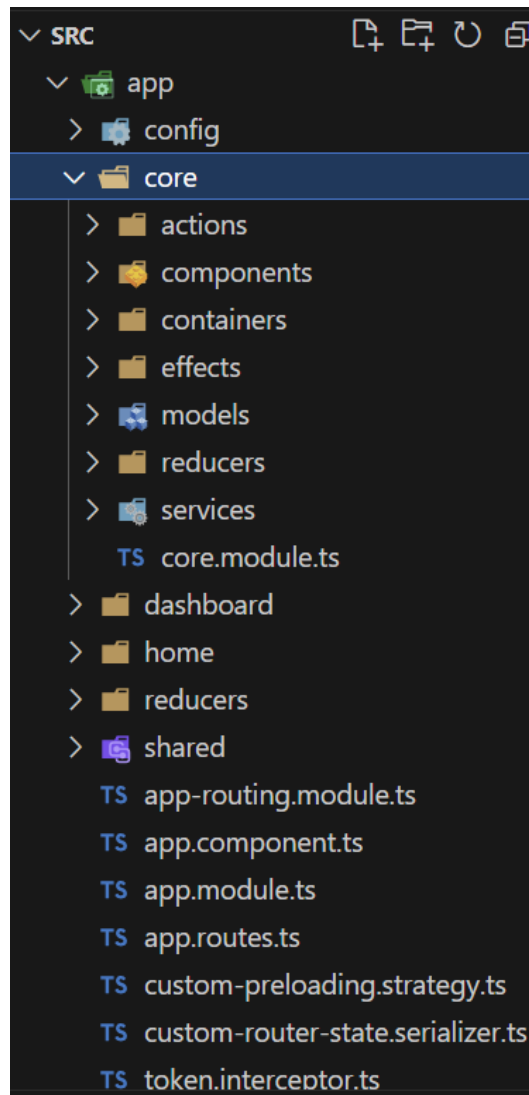 SRC
app
config
core
actions
components
containers
effects
models
reducers
services
TS core.module.ts
dashboard
home
reducers
shared
TS app-routing.module.ts
TS app.component.ts
TS app.module.ts
TS app.routes.ts
TS custom-preloading.strategy.ts
TS custom-router-state.serializer.ts
TS token.interceptor.ts